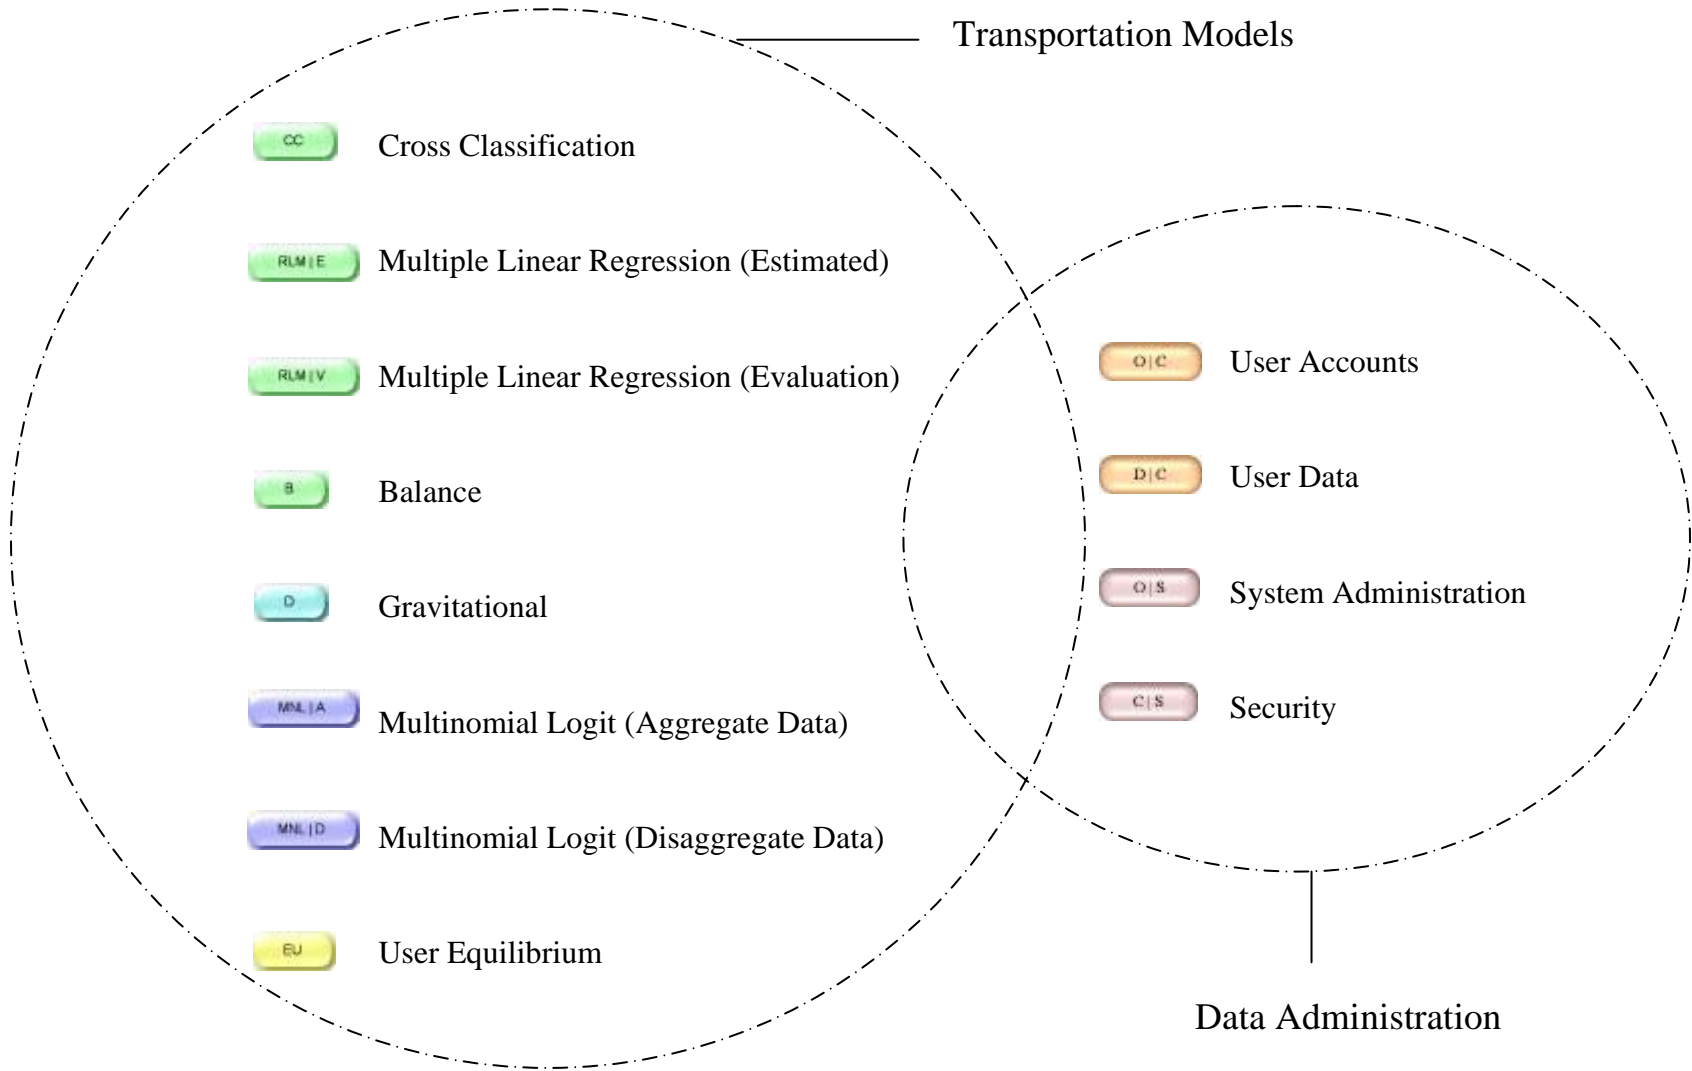 Transportation Models
CC Cross Classification
RLM | E Multiple Linear Regression (Estimated)
RLM | V Multiple Linear Regression (Evaluation)
O | C User Accounts
D | C User Data
B Balance
D Gravitational
O | S System Administration
C | S Security
MNL | A Multinomial Logit (Aggregate Data)
MNL | D Multinomial Logit (Disaggregate Data)
EU User Equilibrium
Data Administration